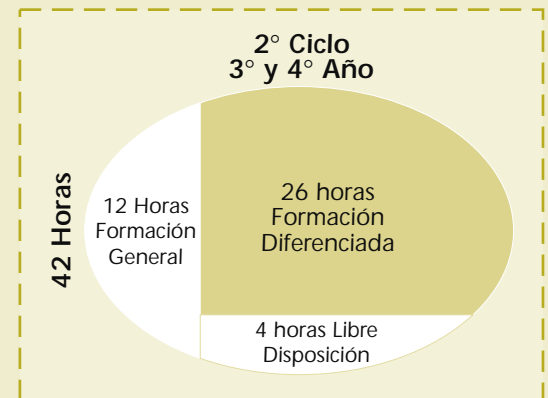 2° Ciclo
3° y 4° Año
42 Horas
12 Horas
Formación
General
26 horas
Formación
Diferenciada
4 horas Libre
Disposición